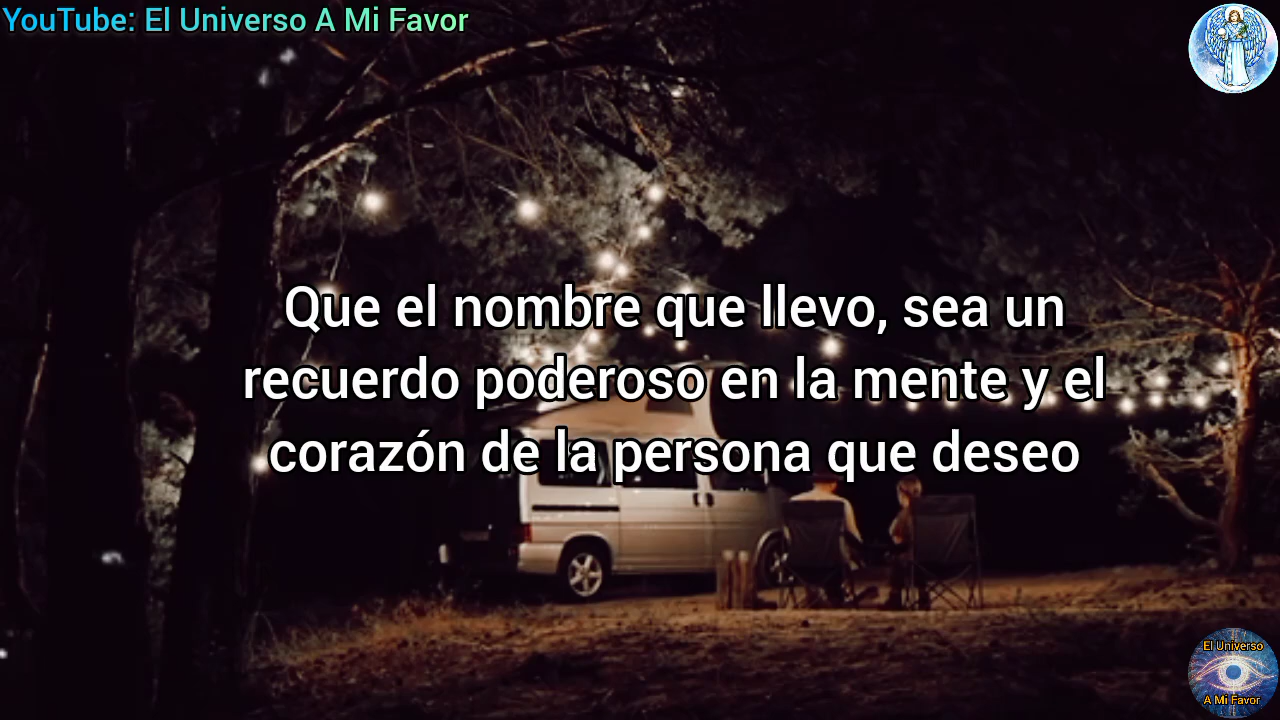 YouTube: El Universo A Mi Favor
Que el nombre que llevo, sea un
recuerdo poderoso en la mente y el
corazón de la persona que deseo
El Universo
A Mi Favor